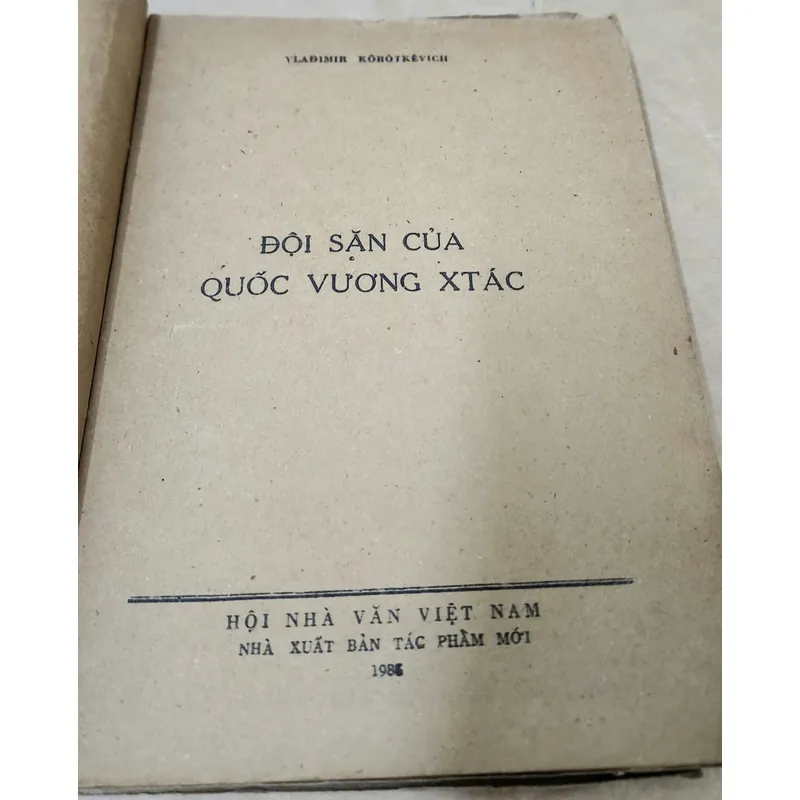 VLAĐIMIR KÔRÔTKÊVICH
ĐỘI SĂN CỦA
QUỐC VƯƠNG XTÁC
HỘI NHÀ VĂN VIỆT NAM
NHÀ XUẤT BẢN TÁC PHẨM MỚI